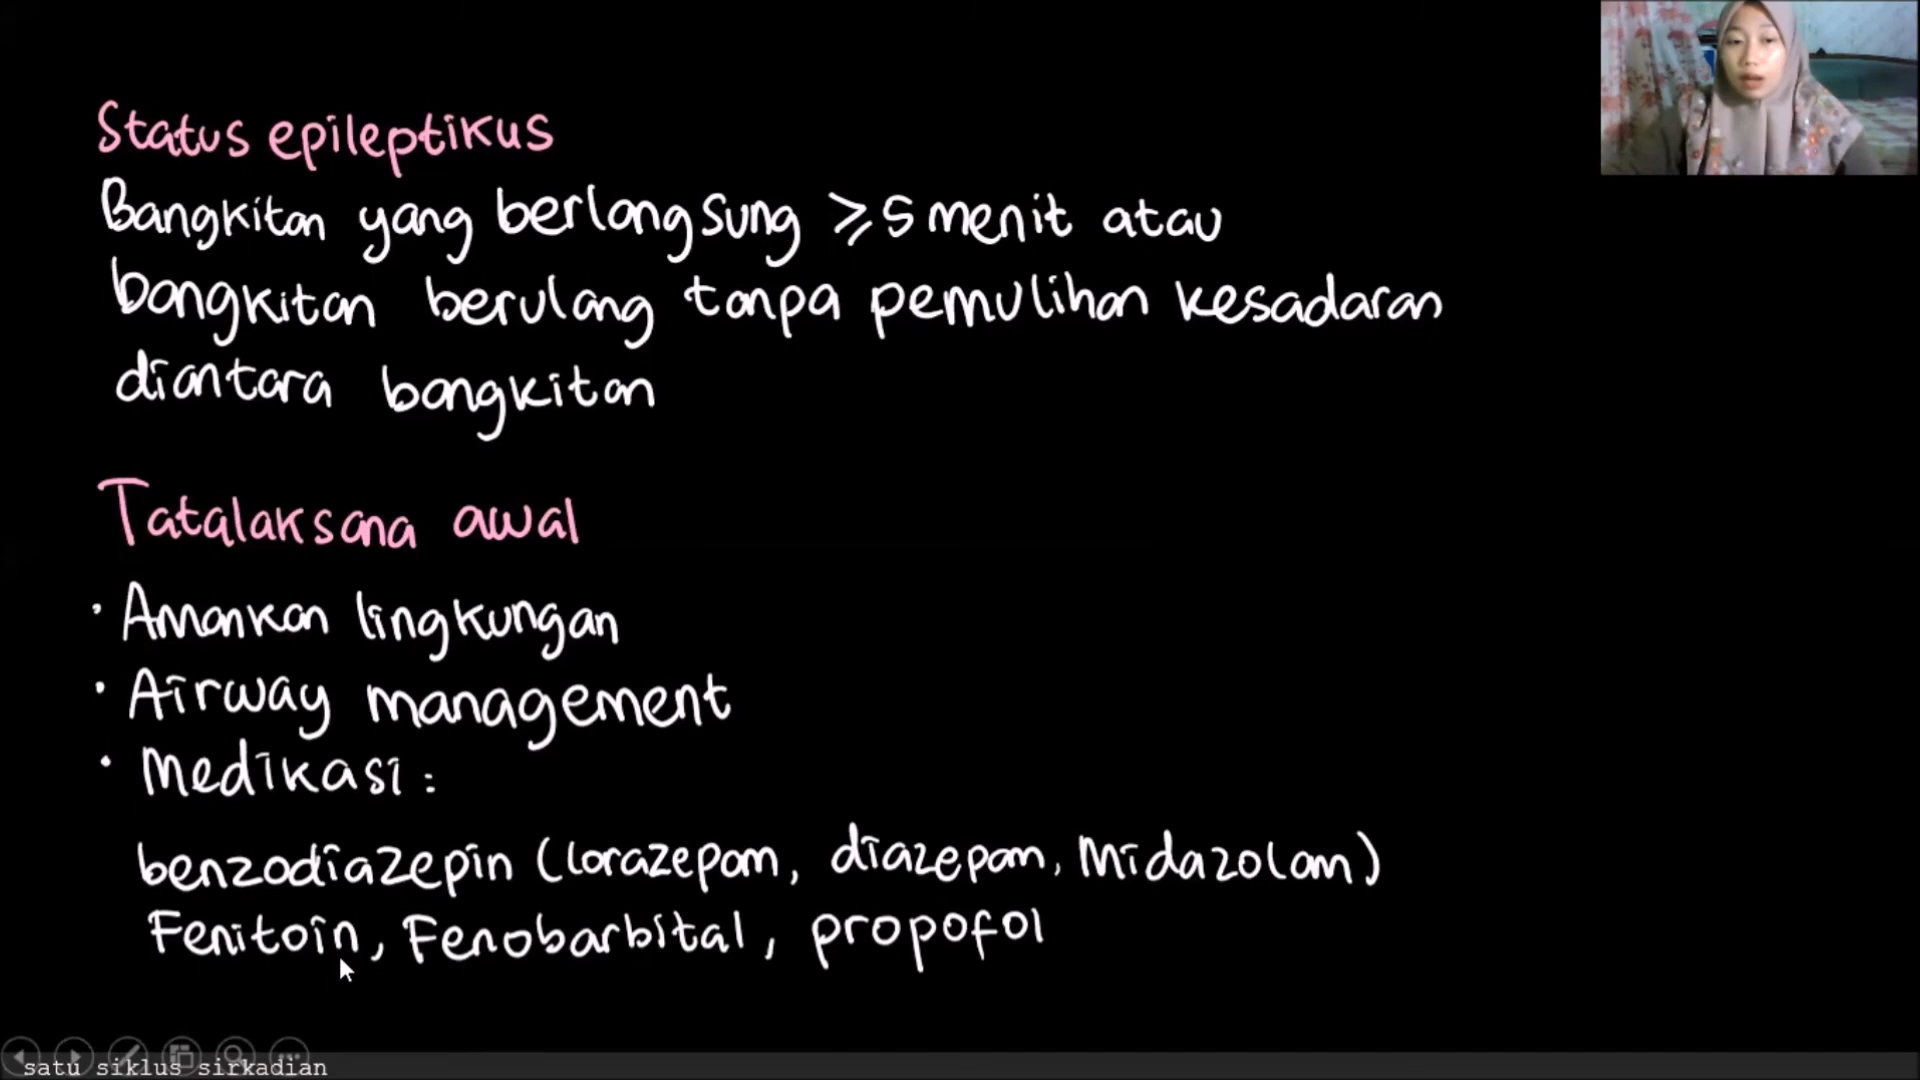 Status epileptikus
Bangkitan yang berlangsung ≥ 5 menit atau
bangkitan berulang tanpa pemulihan kesadaran
diantara bangkitan
Tatalaksana awal
• Amankan lingkungan
• Airway management
• Medikasi :
benzodiazepin (lorazepam, diazepam, Midazolam)
Fenitoin, Fenobarbital, propofol
satu siklus sirkadian